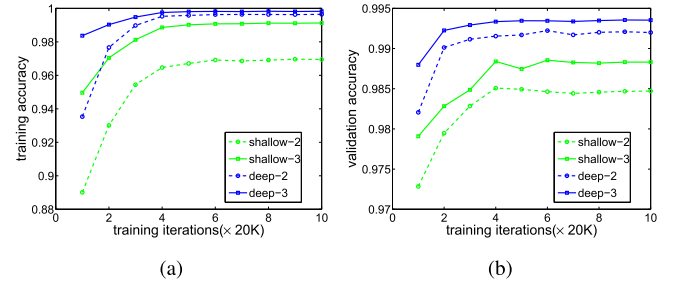 1
0.98
0.96
0.94
0.92
0.9
0.88
0 2 4 6 8 10
training accuracy
training iterations(× 20K)
shallow−2
shallow−3
deep−2
deep−3
(a)
0.995
0.99
0.985
0.98
0.975
0.97
0 2 4 6 8 10
validation accuracy
training iterations(× 20K)
shallow−2
shallow−3
deep−2
deep−3
(b)